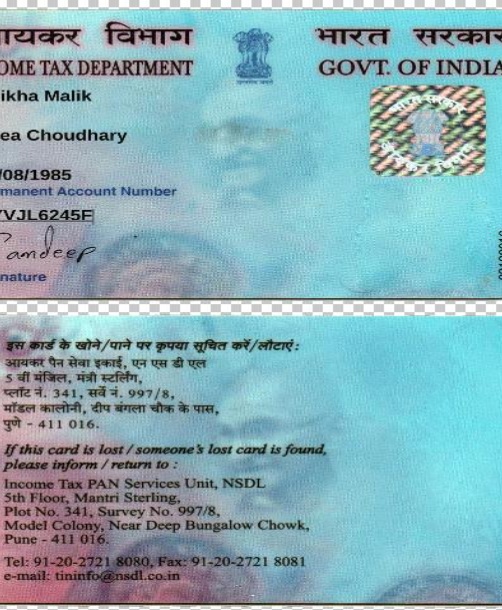 ायकर विभाग
भारत सरकार
OME TAX DEPARTMENT
GOVT. OF INDIA
ikha Malik
ea Choudhary
/08/1985
manent Account Number
VJL6245F
Sandeep
nature
भारत सरकार
आयकर विभाग
इस कार्ड के खोने/पाने पर कृपया सूचित करें/लौटाएं:
आयकर पैन सेवा इकाई, एन एस डी एल
5 वीं मंजिल, मंत्री स्टर्लिंग,
प्लॉट नं. 341, सर्वे नं. 997/8,
मॉडल कालोनी, दीप बंगला चौक के पास,
पुणे - 411 016.
If this card is lost / someone's lost card is found,
please inform / return to :
Income Tax PAN Services Unit, NSDL
5th Floor, Mantri Sterling,
Plot No. 341, Survey No. 997/8,
Model Colony, Near Deep Bungalow Chowk,
Pune - 411 016.
Tel: 91-20-2721 8080, Fax: 91-20-2721 8081
e-mail: tininfo@nsdl.co.in